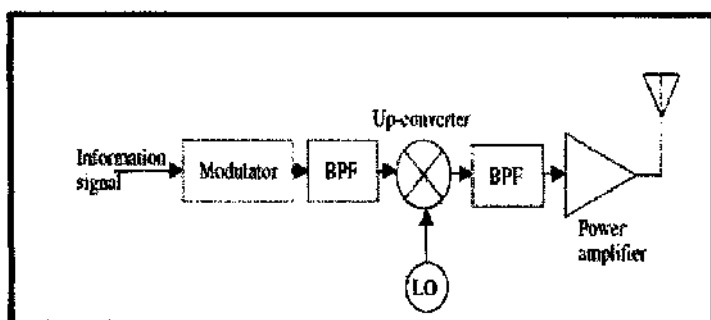 Up-converter
Information
signal
Modulator
BPF
BPF
Power
amplifier
LO